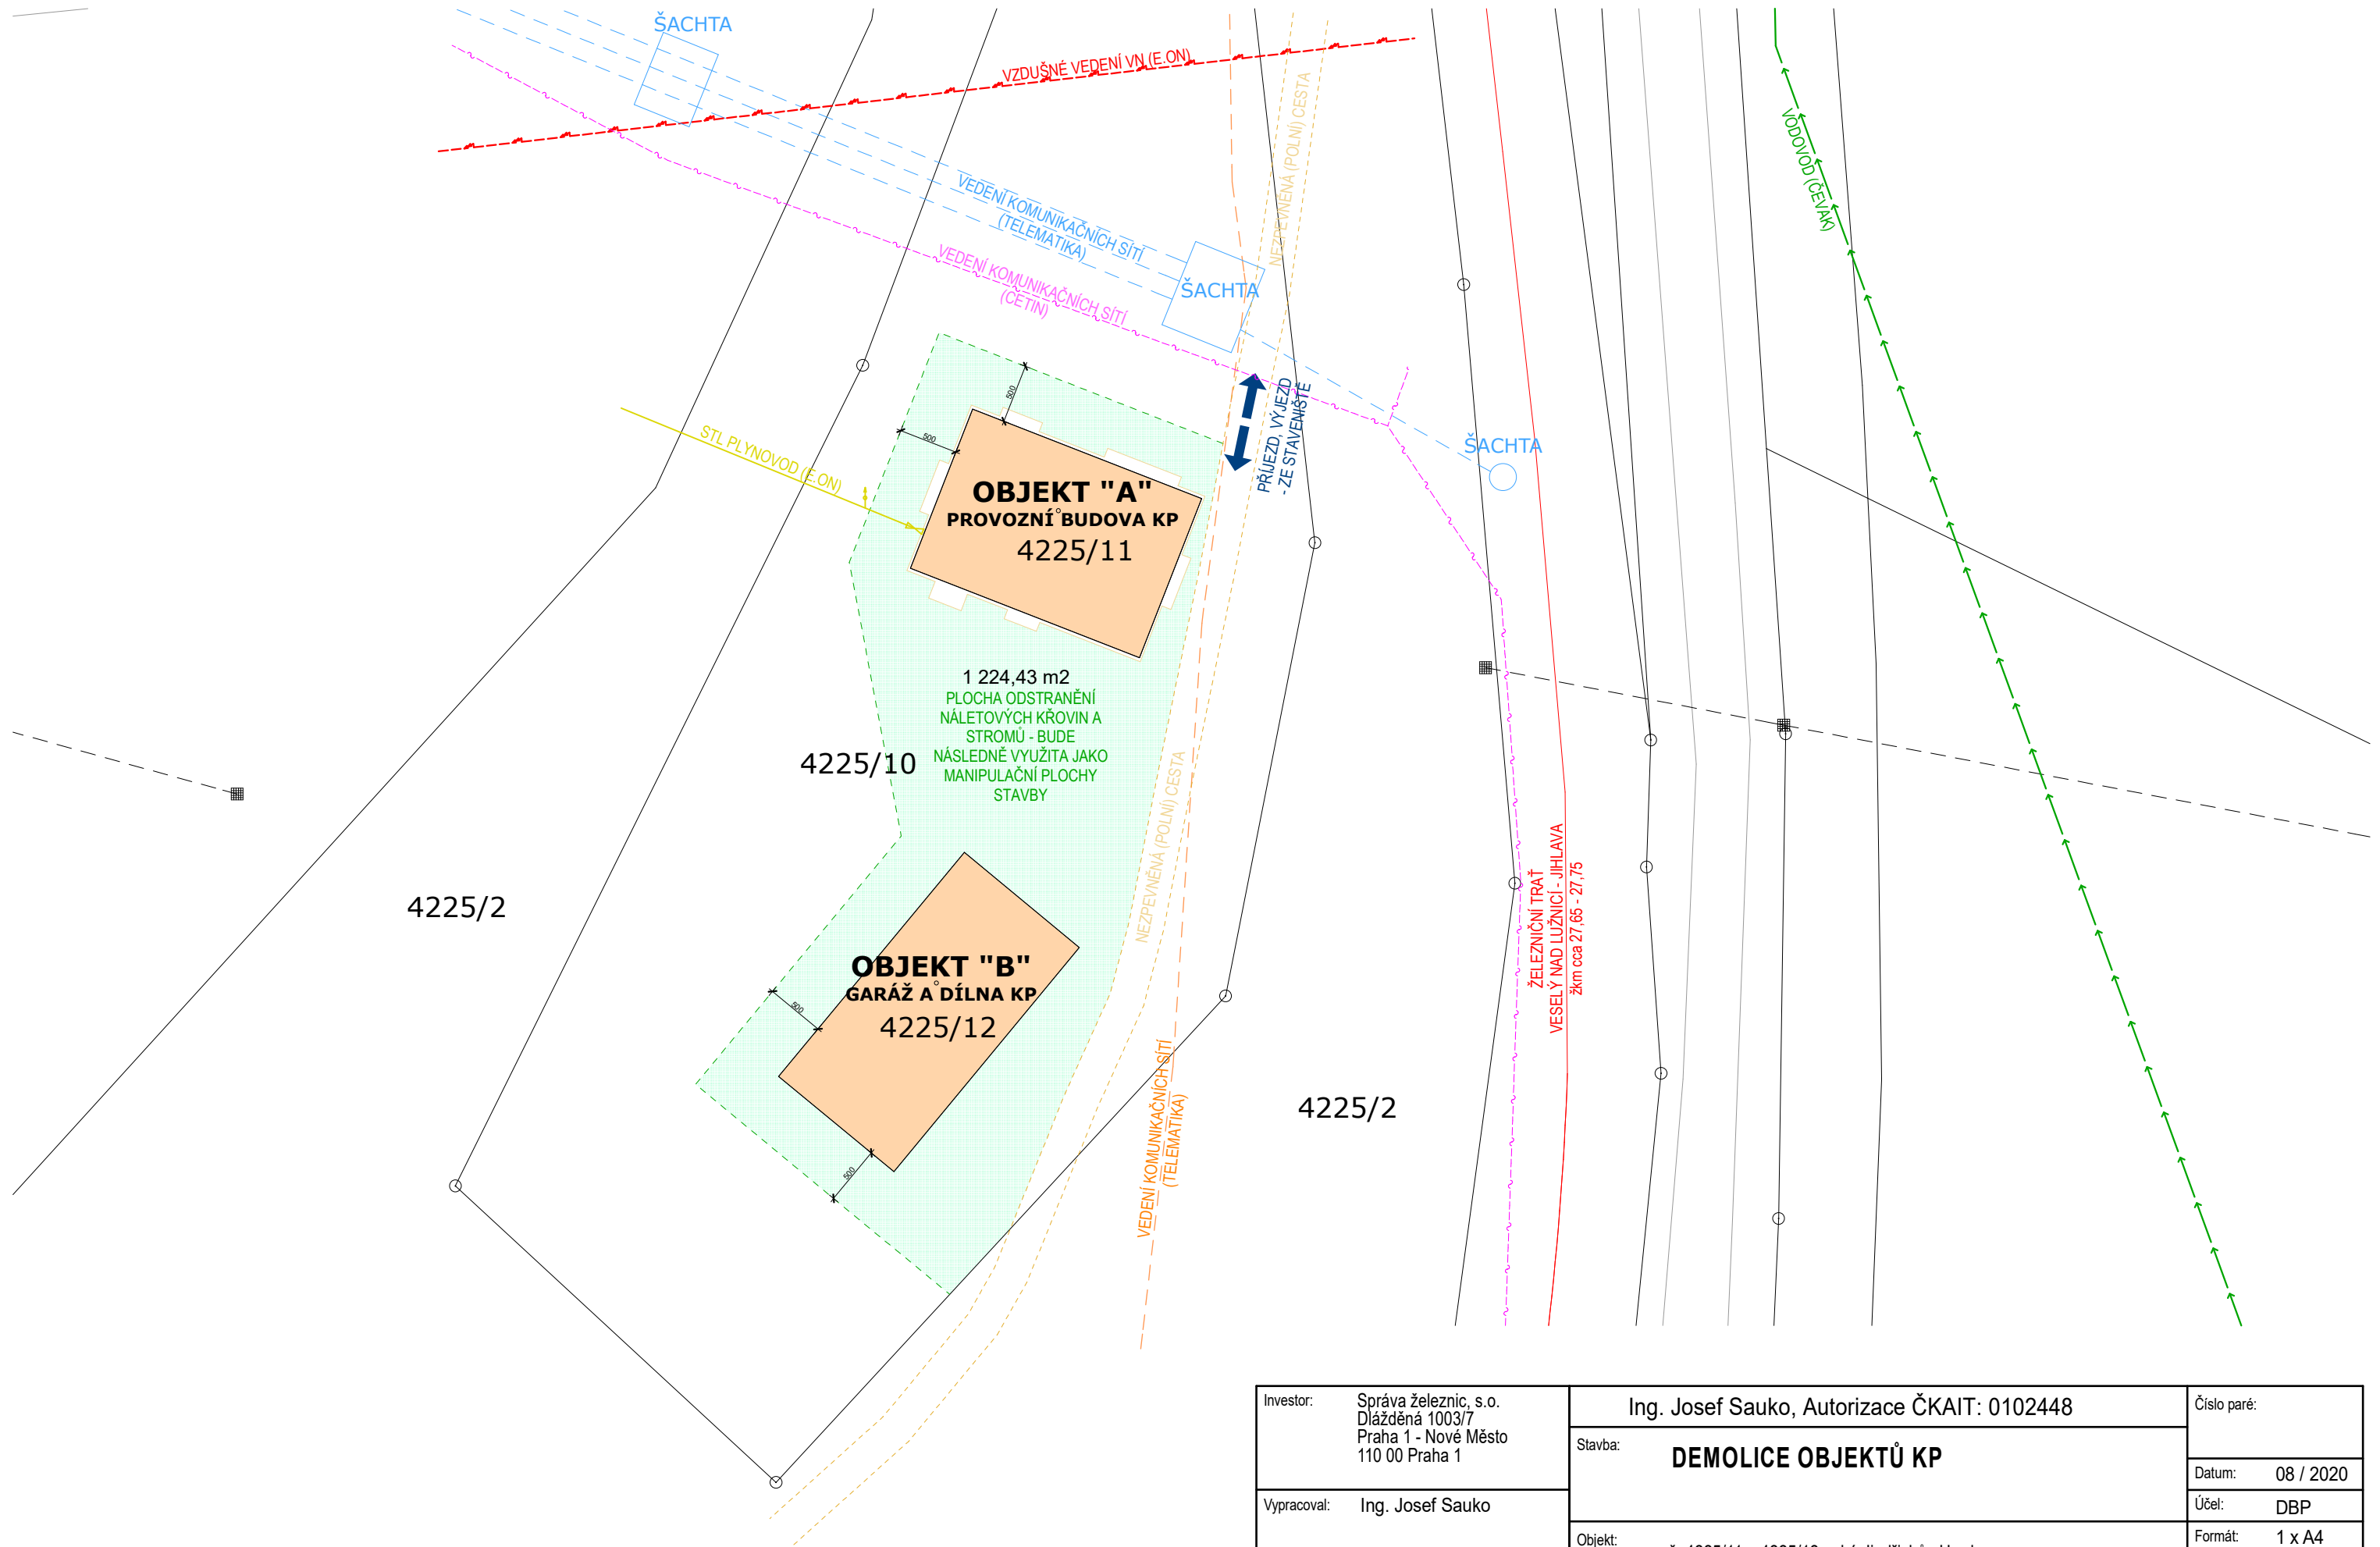 ŠACHTA
VZDUŠNÉ VEDENÍ VN (E.ON)
NEZPEVNĚNÁ (POLNÍ) CESTA
VODOVOD (ČEVAK)
VEDENÍ KOMUNIKAČNÍCH SÍTÍ
(TELEMATIKA)
VEDENÍ KOMUNIKAČNÍCH SÍTÍ
(CETIN)
ŠACHTA
PŘÍJEZD, VÝJEZD
- ZE STAVENIŠTĚ
ŠACHTA
500
500
STL PLYNOVOD (E.ON)
OBJEKT "A"
PROVOZNÍ BUDOVA KP
4225/11
1 224,43 m2
PLOCHA ODSTRANĚNÍ
NÁLETOVÝCH KŘOVIN A
STROMŮ - BUDE
NÁSLEDNĚ VYUŽITA JAKO
MANIPULAČNÍ PLOCHY
STAVBY
4225/10
NEZPEVNĚNÁ (POLNÍ) CESTA
4225/2
OBJEKT "B"
GARÁŽ A DÍLNA KP
4225/12
500
500
ŽELEZNIČNÍ TRAŤ
VESELÝ NAD LUŽNICÍ - JIHLAVA
žkm cca 27,65 - 27,75
VEDENÍ KOMUNIKAČNÍCH SÍTÍ
(TELEMATIKA)
4225/2
Investor:
Správa železnic, s.o.
Dlážděná 1003/7
Praha 1 - Nové Město
110 00 Praha 1
Ing. Josef Sauko, Autorizace ČKAIT: 0102448
Číslo paré:
Stavba:
DEMOLICE OBJEKTŮ KP
Datum: 08 / 2020
Vypracoval: Ing. Josef Sauko
Účel: DBP
Objekt:
Formát: 1 x A4